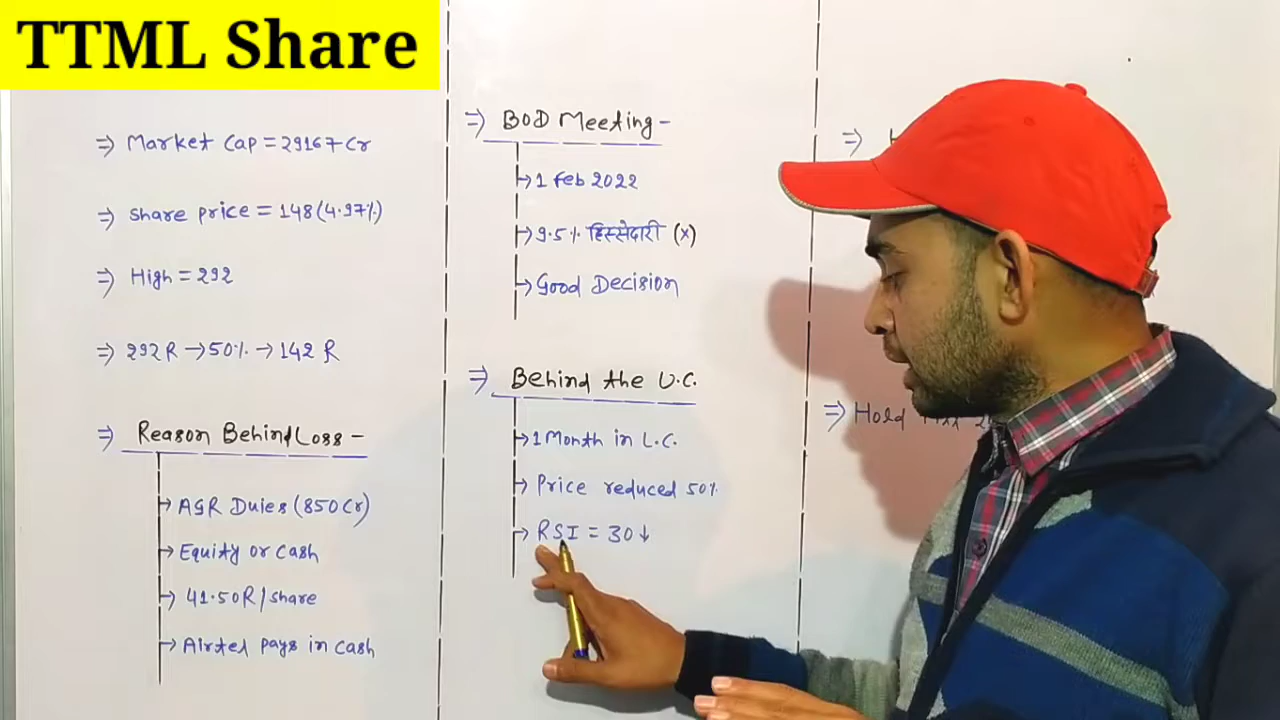 TTML Share
⇒ Market Cap = 29167 Cr
⇒ Share price = 148 (4.97%)
⇒ High = 292
⇒ 292 R → 50% → 142 R
⇒ Reason Behind Loss -
→ AGR Duies (850 Cr)
→ Equity or Cash
→ 41.50R/share
→ Airtel pays in cash
⇒ BOD Meeting -
→ 1 Feb 2022
→ 9.5% हिस्सेदारी (x)
→ Good Decision
⇒ Behind the U.C.
→ 1 Month in L.C.
→ Price reduced 50%
→ RSI = 30↓
⇒
⇒ Hold